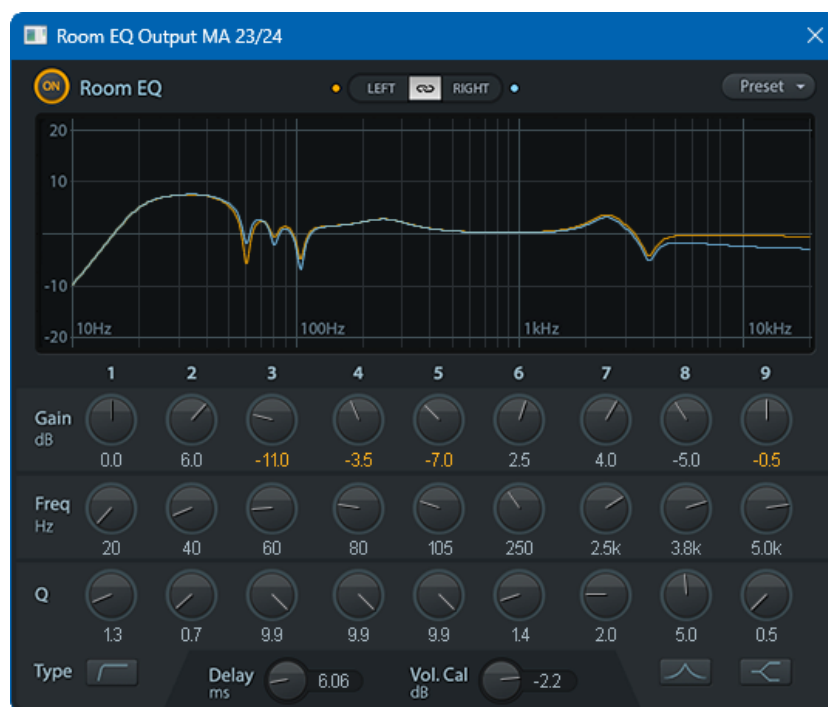 Room EQ Output MA 23/24
ON Room EQ LEFT RIGHT Preset
20
10
-10
-20 10Hz 100Hz 1kHz 10kHz
1 2 3 4 5 6 7 8 9
Gain
dB
0.0 6.0 -11.0 -3.5 -7.0 2.5 4.0 -5.0 -0.5
Freq
Hz
20 40 60 80 105 250 2.5k 3.8k 5.0k
Q
1.3 0.7 9.9 9.9 9.9 1.4 2.0 5.0 0.5
Type Delay
ms 6.06 Vol. Cal
dB -2.2